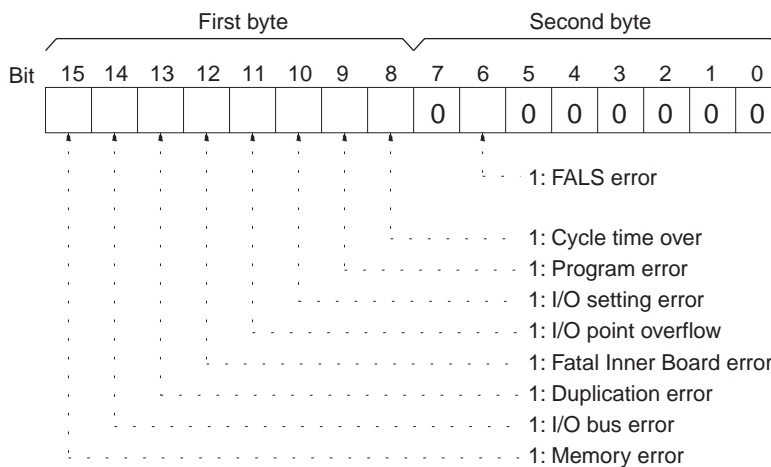 First byte Second byte
Bit 15 14 13 12 11 10 9 8 7 6 5 4 3 2 1 0
0 0 0 0 0 0 0
1: FALS error
1: Cycle time over
1: Program error
1: I/O setting error
1: I/O point overflow
1: Fatal Inner Board error
1: Duplication error
1: I/O bus error
1: Memory error